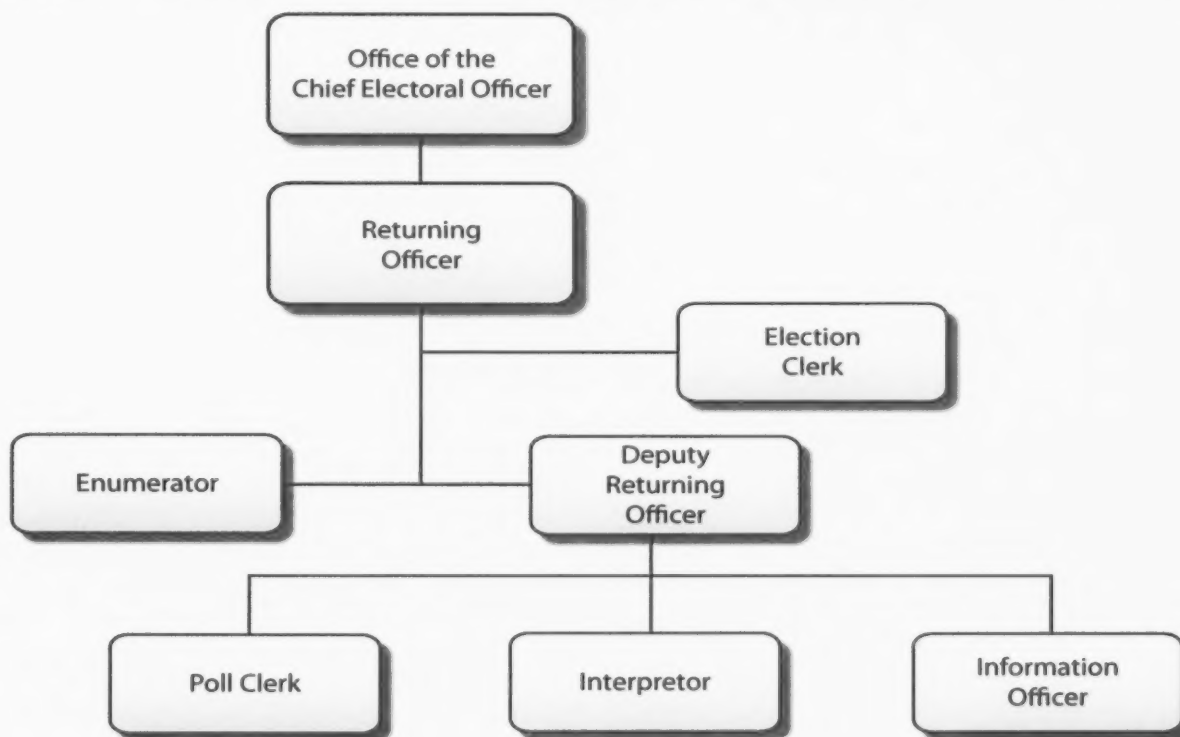 Office of the
Chief Electoral Officer
Returning
Officer
Election
Clerk
Enumerator
Deputy
Returning
Officer
Poll Clerk
Interpretor
Information
Officer